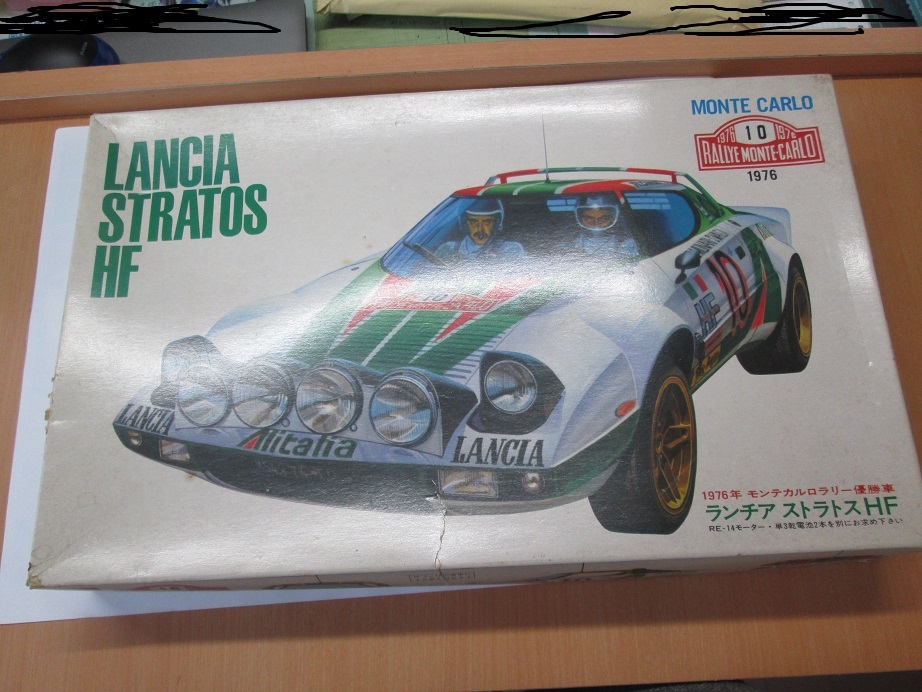 LANCIA
STRATOS
HF
MONTE CARLO
1976 10 1976
RALLYE MONTE-CARLO
1976
10
10
HF
LANCIA
Alitalia
LANCIA
1976年 モンテカルロラリー優勝車
ランチア ストラトスHF
RE-14モーター・単3乾電池2本を別にお求め下さい